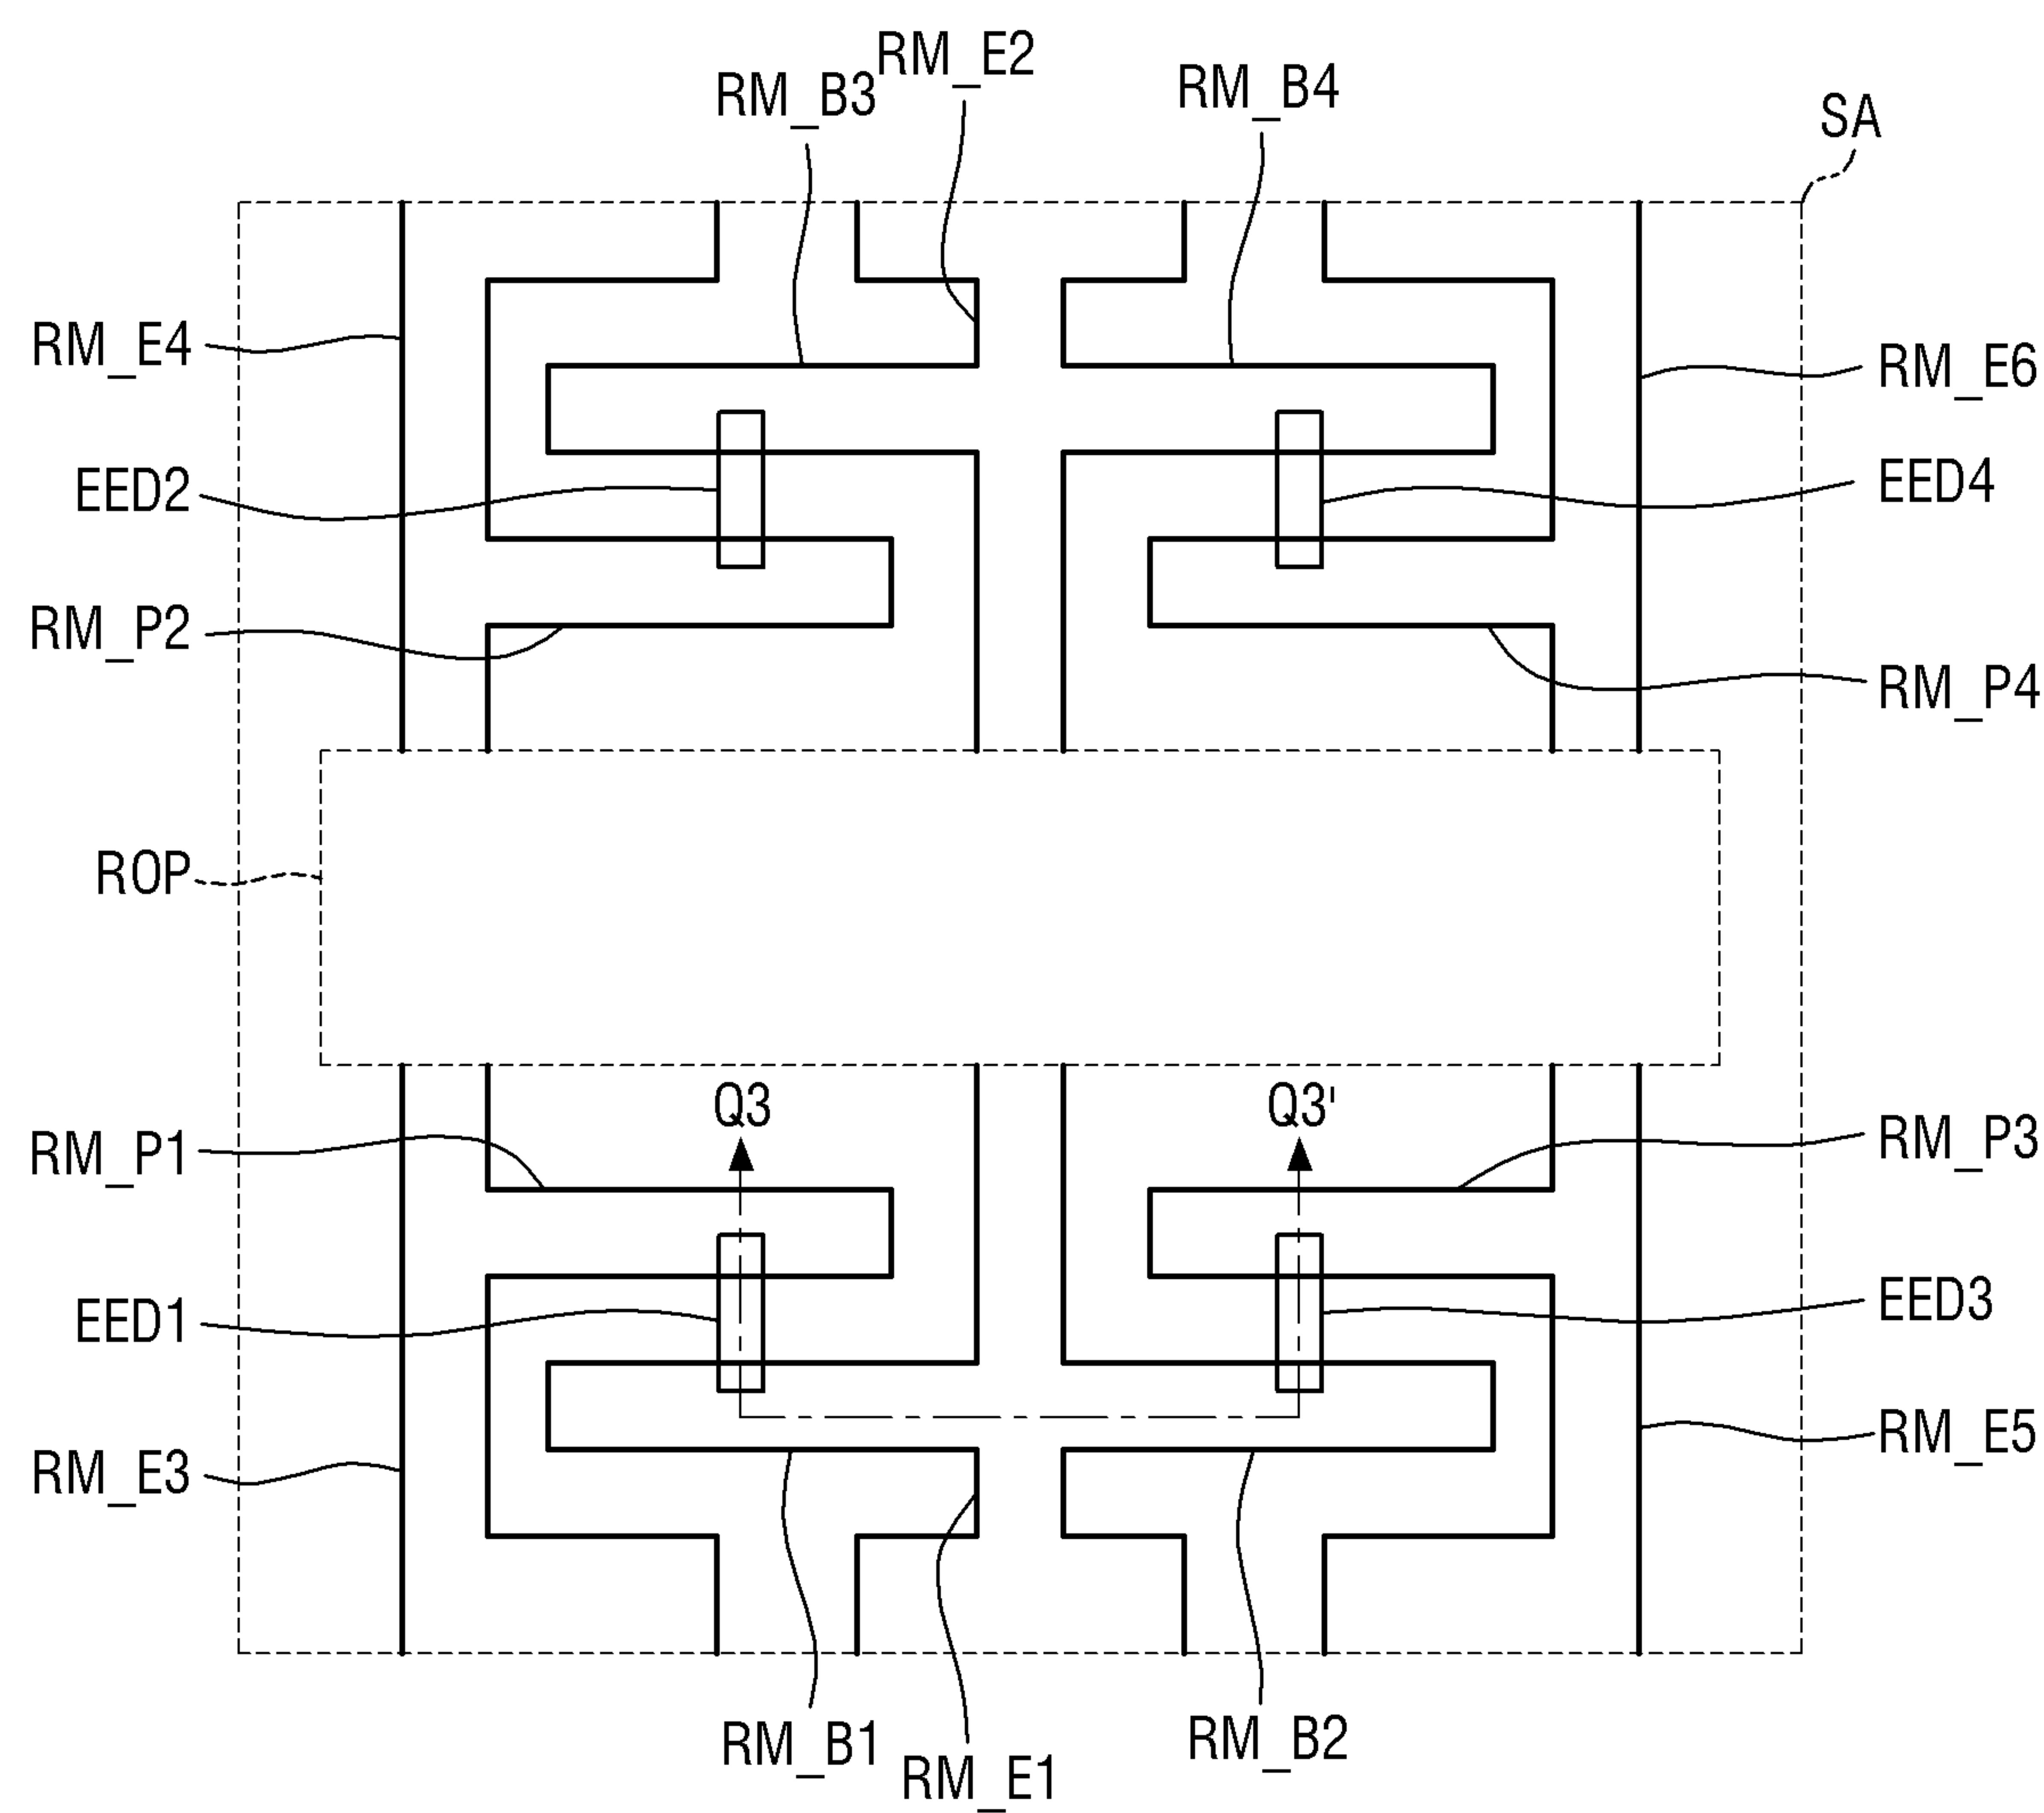 RM_E2
RM_B3
RM_B4
SA
RM_E4
RM_E6
EED2
EED4
RM_P2
RM_P4
ROP
Q3
Q3'
RM_P1
RM_P3
EED1
EED3
RM_E3
RM_E5
RM_B1
RM_E1
RM_B2